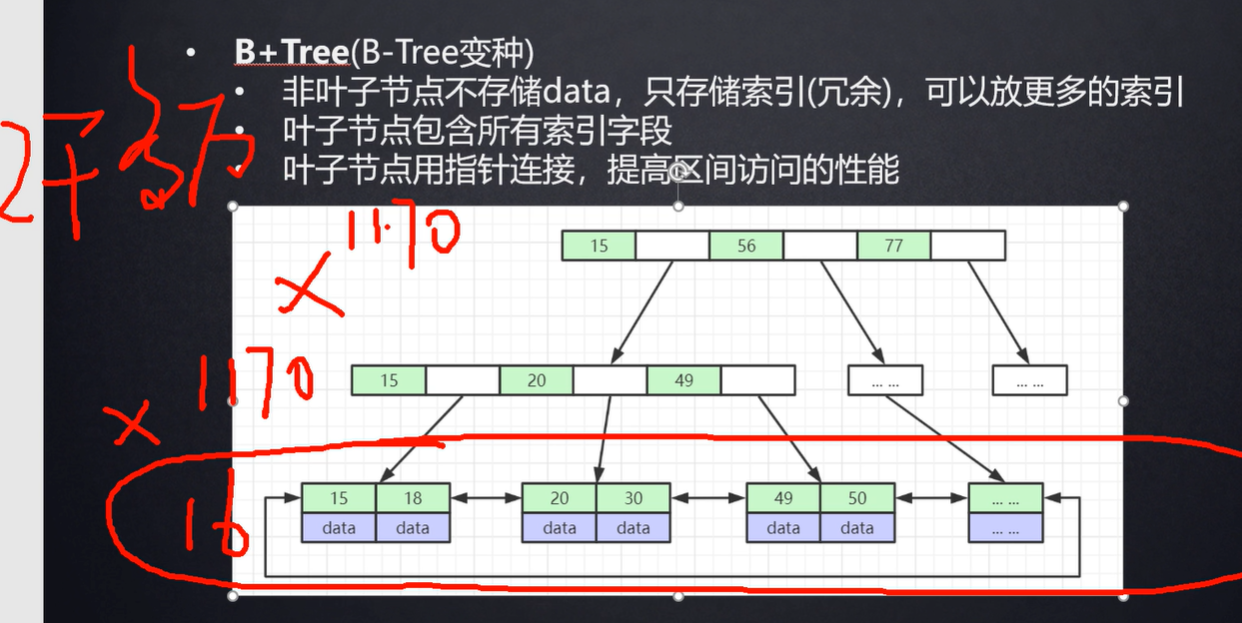 B+Tree(B-Tree变种)
非叶子节点不存储data，只存储索引(冗余)，可以放更多的索引
叶子节点包含所有索引字段
叶子节点用指针连接，提高区间访问的性能
2千多万
1170
×
15 56 77
1170
×
15 20 49 ... ... ... ...
16
15 18 20 30 49 50 ... ...
data data data data data data ... ...